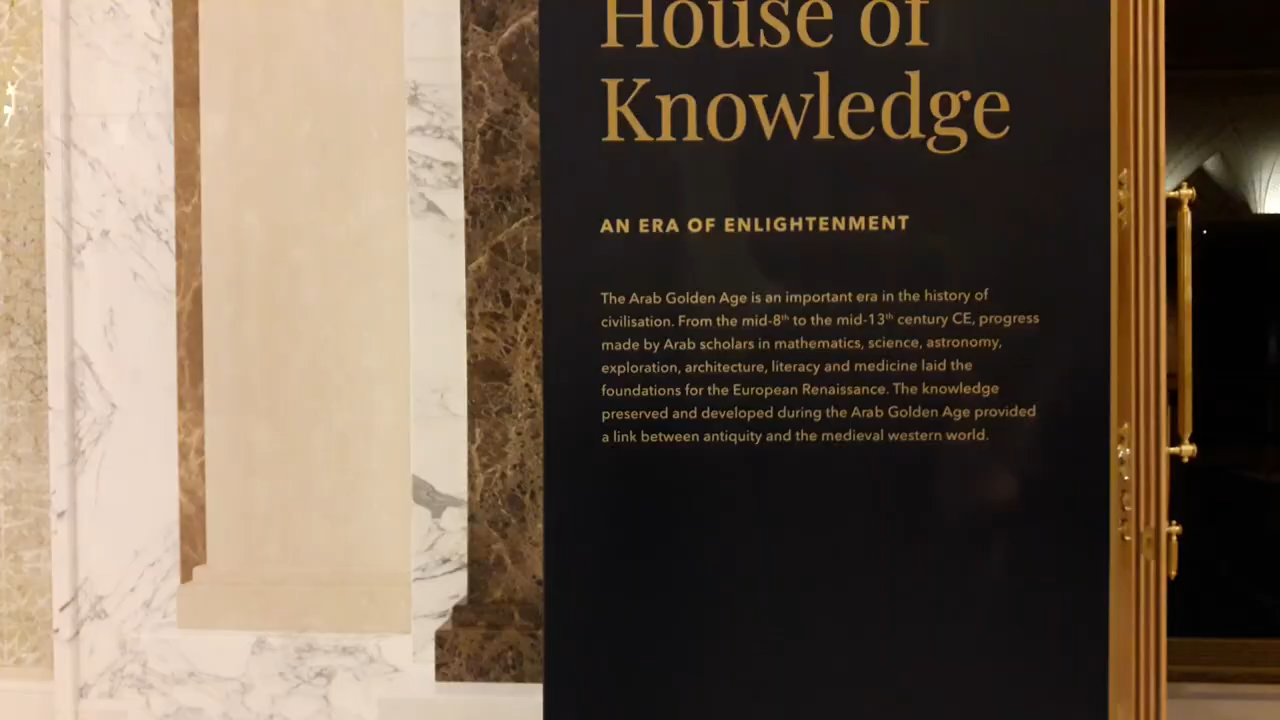 House of
Knowledge
AN ERA OF ENLIGHTENMENT
The Arab Golden Age is an important era in the history of
civilisation. From the mid-8th to the mid-13th century CE, progress
made by Arab scholars in mathematics, science, astronomy,
exploration, architecture, literacy and medicine laid the
foundations for the European Renaissance. The knowledge
preserved and developed during the Arab Golden Age provided
a link between antiquity and the medieval western world.